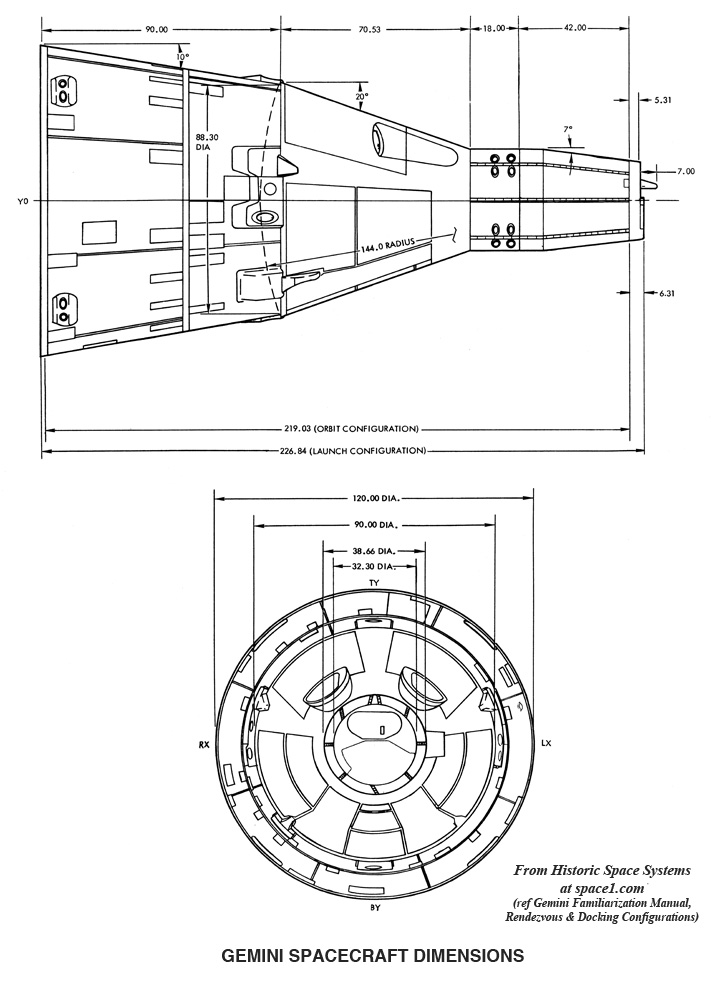 90.00
70.53
18.00
42.00
10°
20°
88.30
DIA
7°
5.31
7.00
Y0
144.0 RADIUS
6.31
219.03 (ORBIT CONFIGURATION)
226.84 (LAUNCH CONFIGURATION)
120.00 DIA.
90.00 DIA.
38.66 DIA.
32.30 DIA.
TY
RX
LX
BY
From Historic Space Systems
at space1.com
(ref Gemini Familiarization Manual,
Rendezvous & Docking Configurations)
GEMINI SPACECRAFT DIMENSIONS